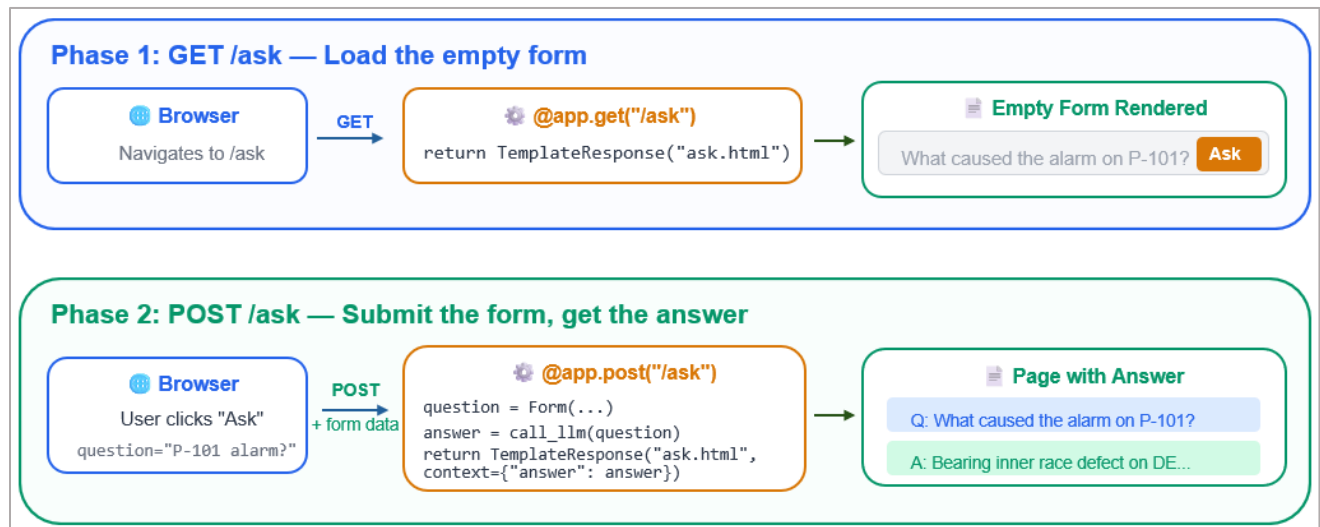 Phase 1: GET /ask — Load the empty form
Browser
Navigates to /ask
GET
@app.get("/ask")
return TemplateResponse("ask.html")
Empty Form Rendered
What caused the alarm on P-101?
Ask
Phase 2: POST /ask — Submit the form, get the answer
Browser
User clicks "Ask"
question="P-101 alarm?"
POST
+ form data
@app.post("/ask")
question = Form(...)
answer = call_llm(question)
return TemplateResponse("ask.html",
context={"answer": answer})
Page with Answer
Q: What caused the alarm on P-101?
A: Bearing inner race defect on DE...